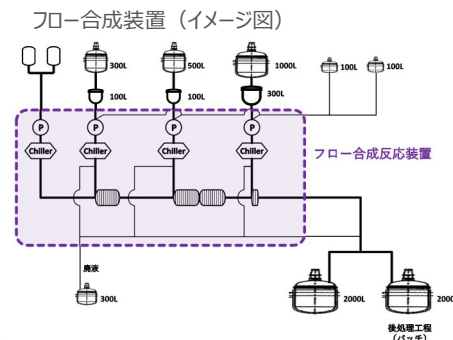 フロー合成装置（イメージ図）
300L
500L
1000L
100L
100L
100L
100L
300L
P
P
P
P
Chiller
Chiller
Chiller
Chiller
フロー合成反応装置
廃液
300L
2000L
2000
後処理工程
（バッチ）